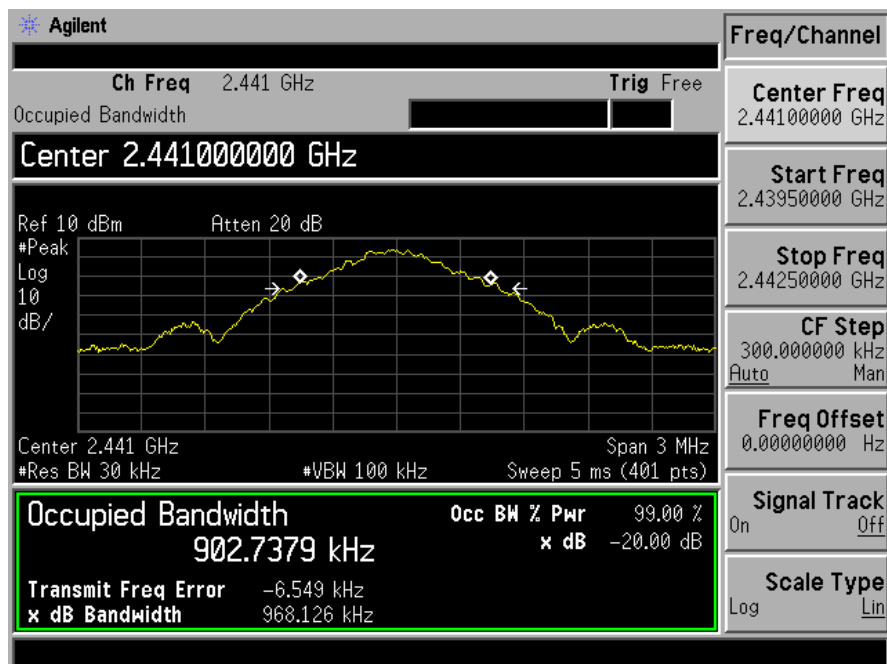 Agilent
Freq/Channel
Ch Freq 2.441 GHz Trig Free
Occupied Bandwidth
Center 2.441000000 GHz
Ref 10 dBm Atten 20 dB
#Peak
Log
10
dB/
Center 2.441 GHz Span 3 MHz
#Res BW 30 kHz #VBW 100 kHz Sweep 5 ms (401 pts)
Occupied Bandwidth
902.7379 kHz
Occ BW % Pwr 99.00 %
x dB -20.00 dB
Transmit Freq Error -6.549 kHz
x dB Bandwidth 968.126 kHz
Center Freq
2.44100000 GHz
Start Freq
2.43950000 GHz
Stop Freq
2.44250000 GHz
CF Step
300.000000 kHz
Auto Man
Freq Offset
0.00000000 Hz
Signal Track
On Off
Scale Type
Log Lin